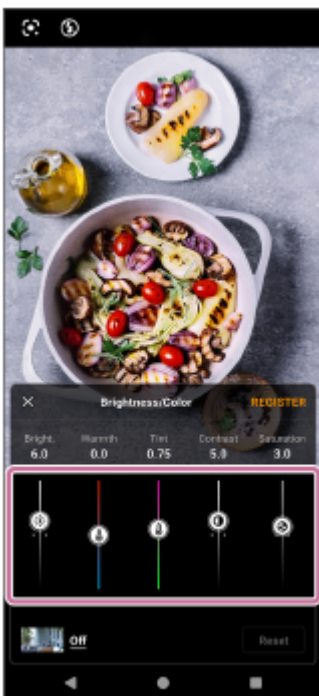 Brightness/Color REGISTER
Bright. Warmth Tint Contrast Saturation
6.0 0.0 0.75 5.0 3.0
Off Reset